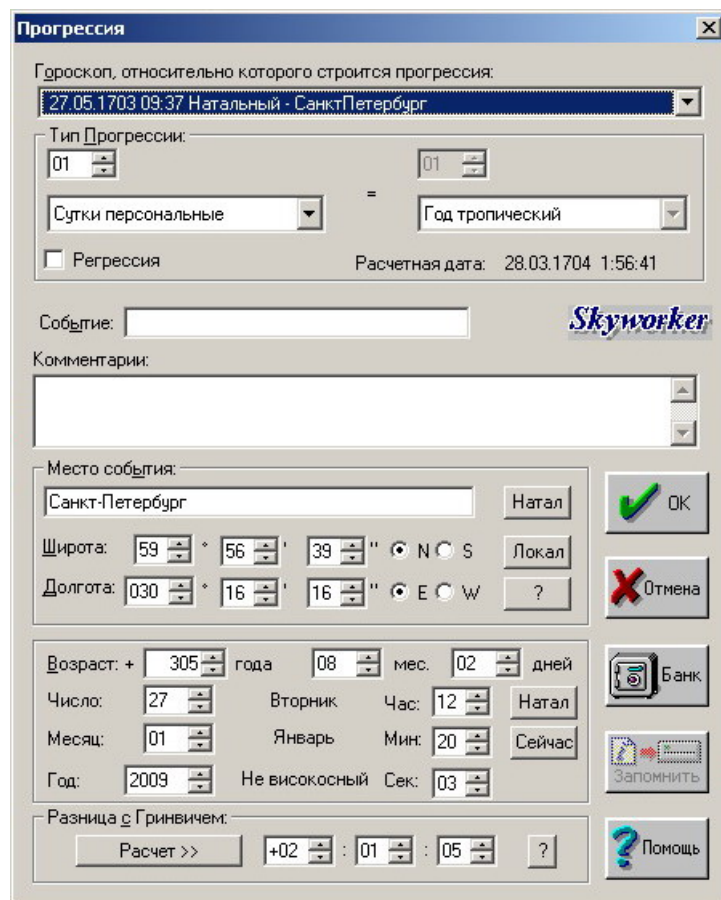 Прогрессия
Гороскоп, относительно которого строится прогрессия:
27.05.1703 09:37 Натальный - СанктПетербург
Тип Прогрессии:
01 01
=
Сутки персональные Год тропический
Регрессия Расчетная дата: 28.03.1704 1:56:41
Событие: Skyworker
Комментарии:
Место события:
Санкт-Петербург Натал OK
Широта: 59 ° 56 ' 39 " N S Локал
Долгота: 030 ° 16 ' 16 " E W ? Отмена
Возраст: + 305 года 08 мес. 02 дней Банк
Число: 27 Вторник Час: 12 Натал
Месяц: 01 Январь Мин: 20 Сейчас
Год: 2009 Не високосный Сек: 03 Запомнить
Разница с Гринвичем:
Расчет >> +02 : 01 : 05 ? Помощь